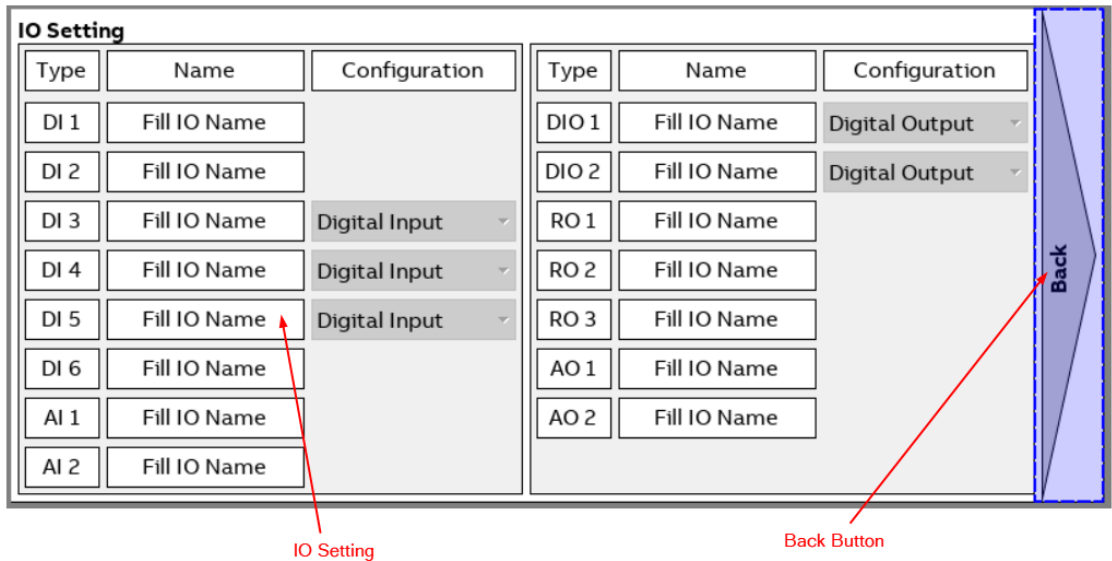 IO Setting
Type Name Configuration
DI 1 Fill IO Name
DI 2 Fill IO Name
DI 3 Fill IO Name Digital Input
DI 4 Fill IO Name Digital Input
DI 5 Fill IO Name Digital Input
DI 6 Fill IO Name
AI 1 Fill IO Name
AI 2 Fill IO Name
Type Name Configuration
DIO 1 Fill IO Name Digital Output
DIO 2 Fill IO Name Digital Output
RO 1 Fill IO Name
RO 2 Fill IO Name
RO 3 Fill IO Name
AO 1 Fill IO Name
AO 2 Fill IO Name
Back
IO Setting
Back Button